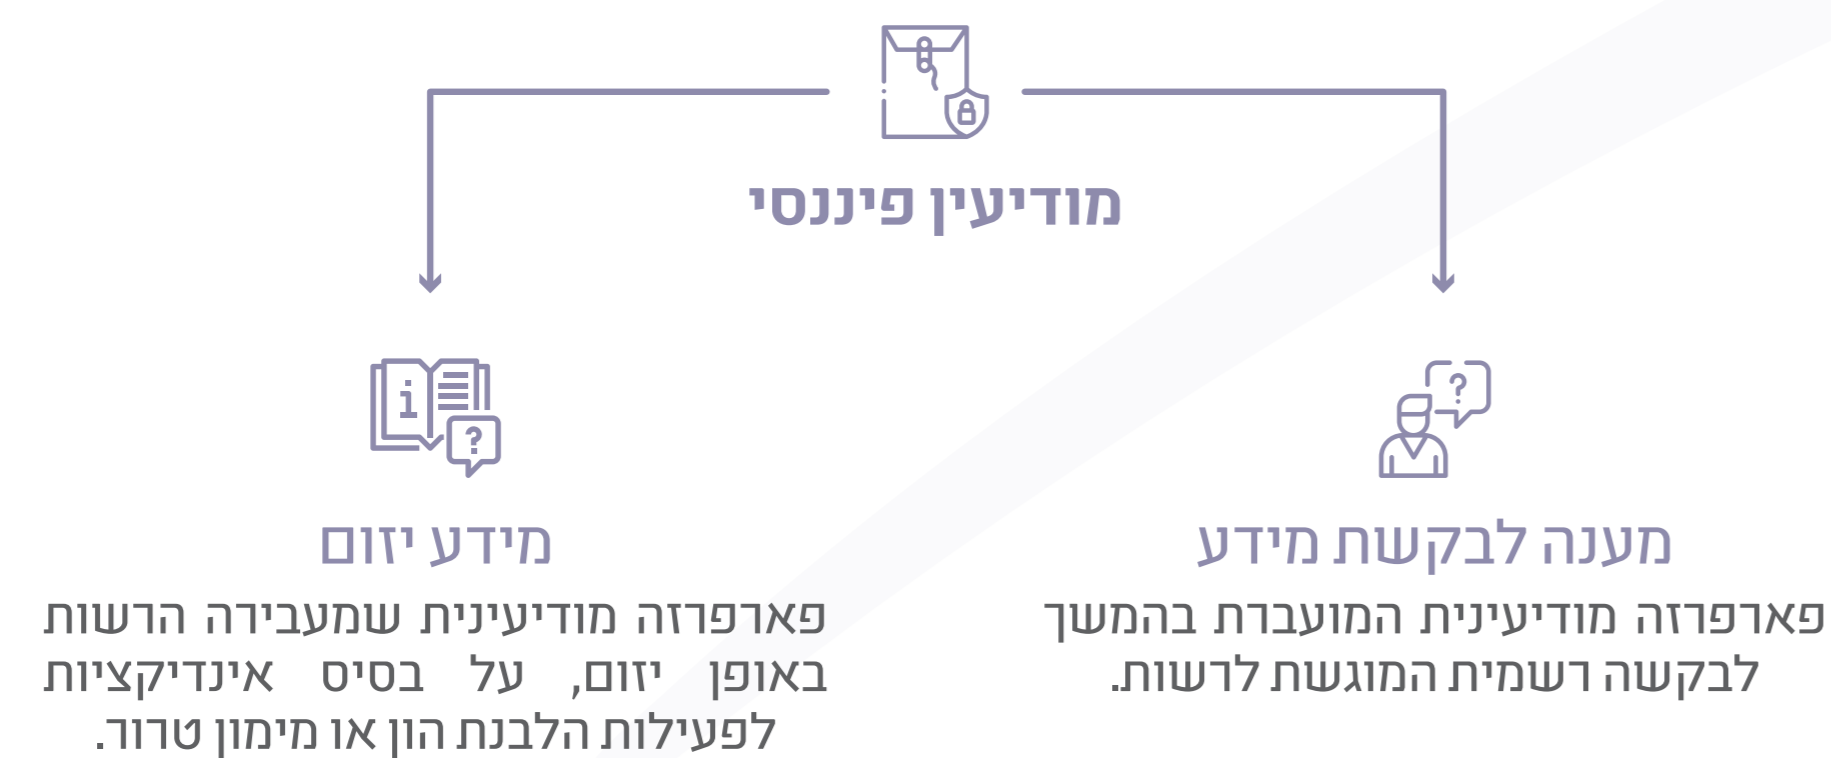 מודיעין פיננסי
מענה לבקשת מידע
פארפרזה מודיעינית המועברת בהמשך
לבקשה רשמית המוגשת לרשות.
מידע יזום
פארפרזה מודיעינית שמעבירה הרשות
באופן יזום, על בסיס אינדיקציות
לפעילות הלבנת הון או מימון טרור.